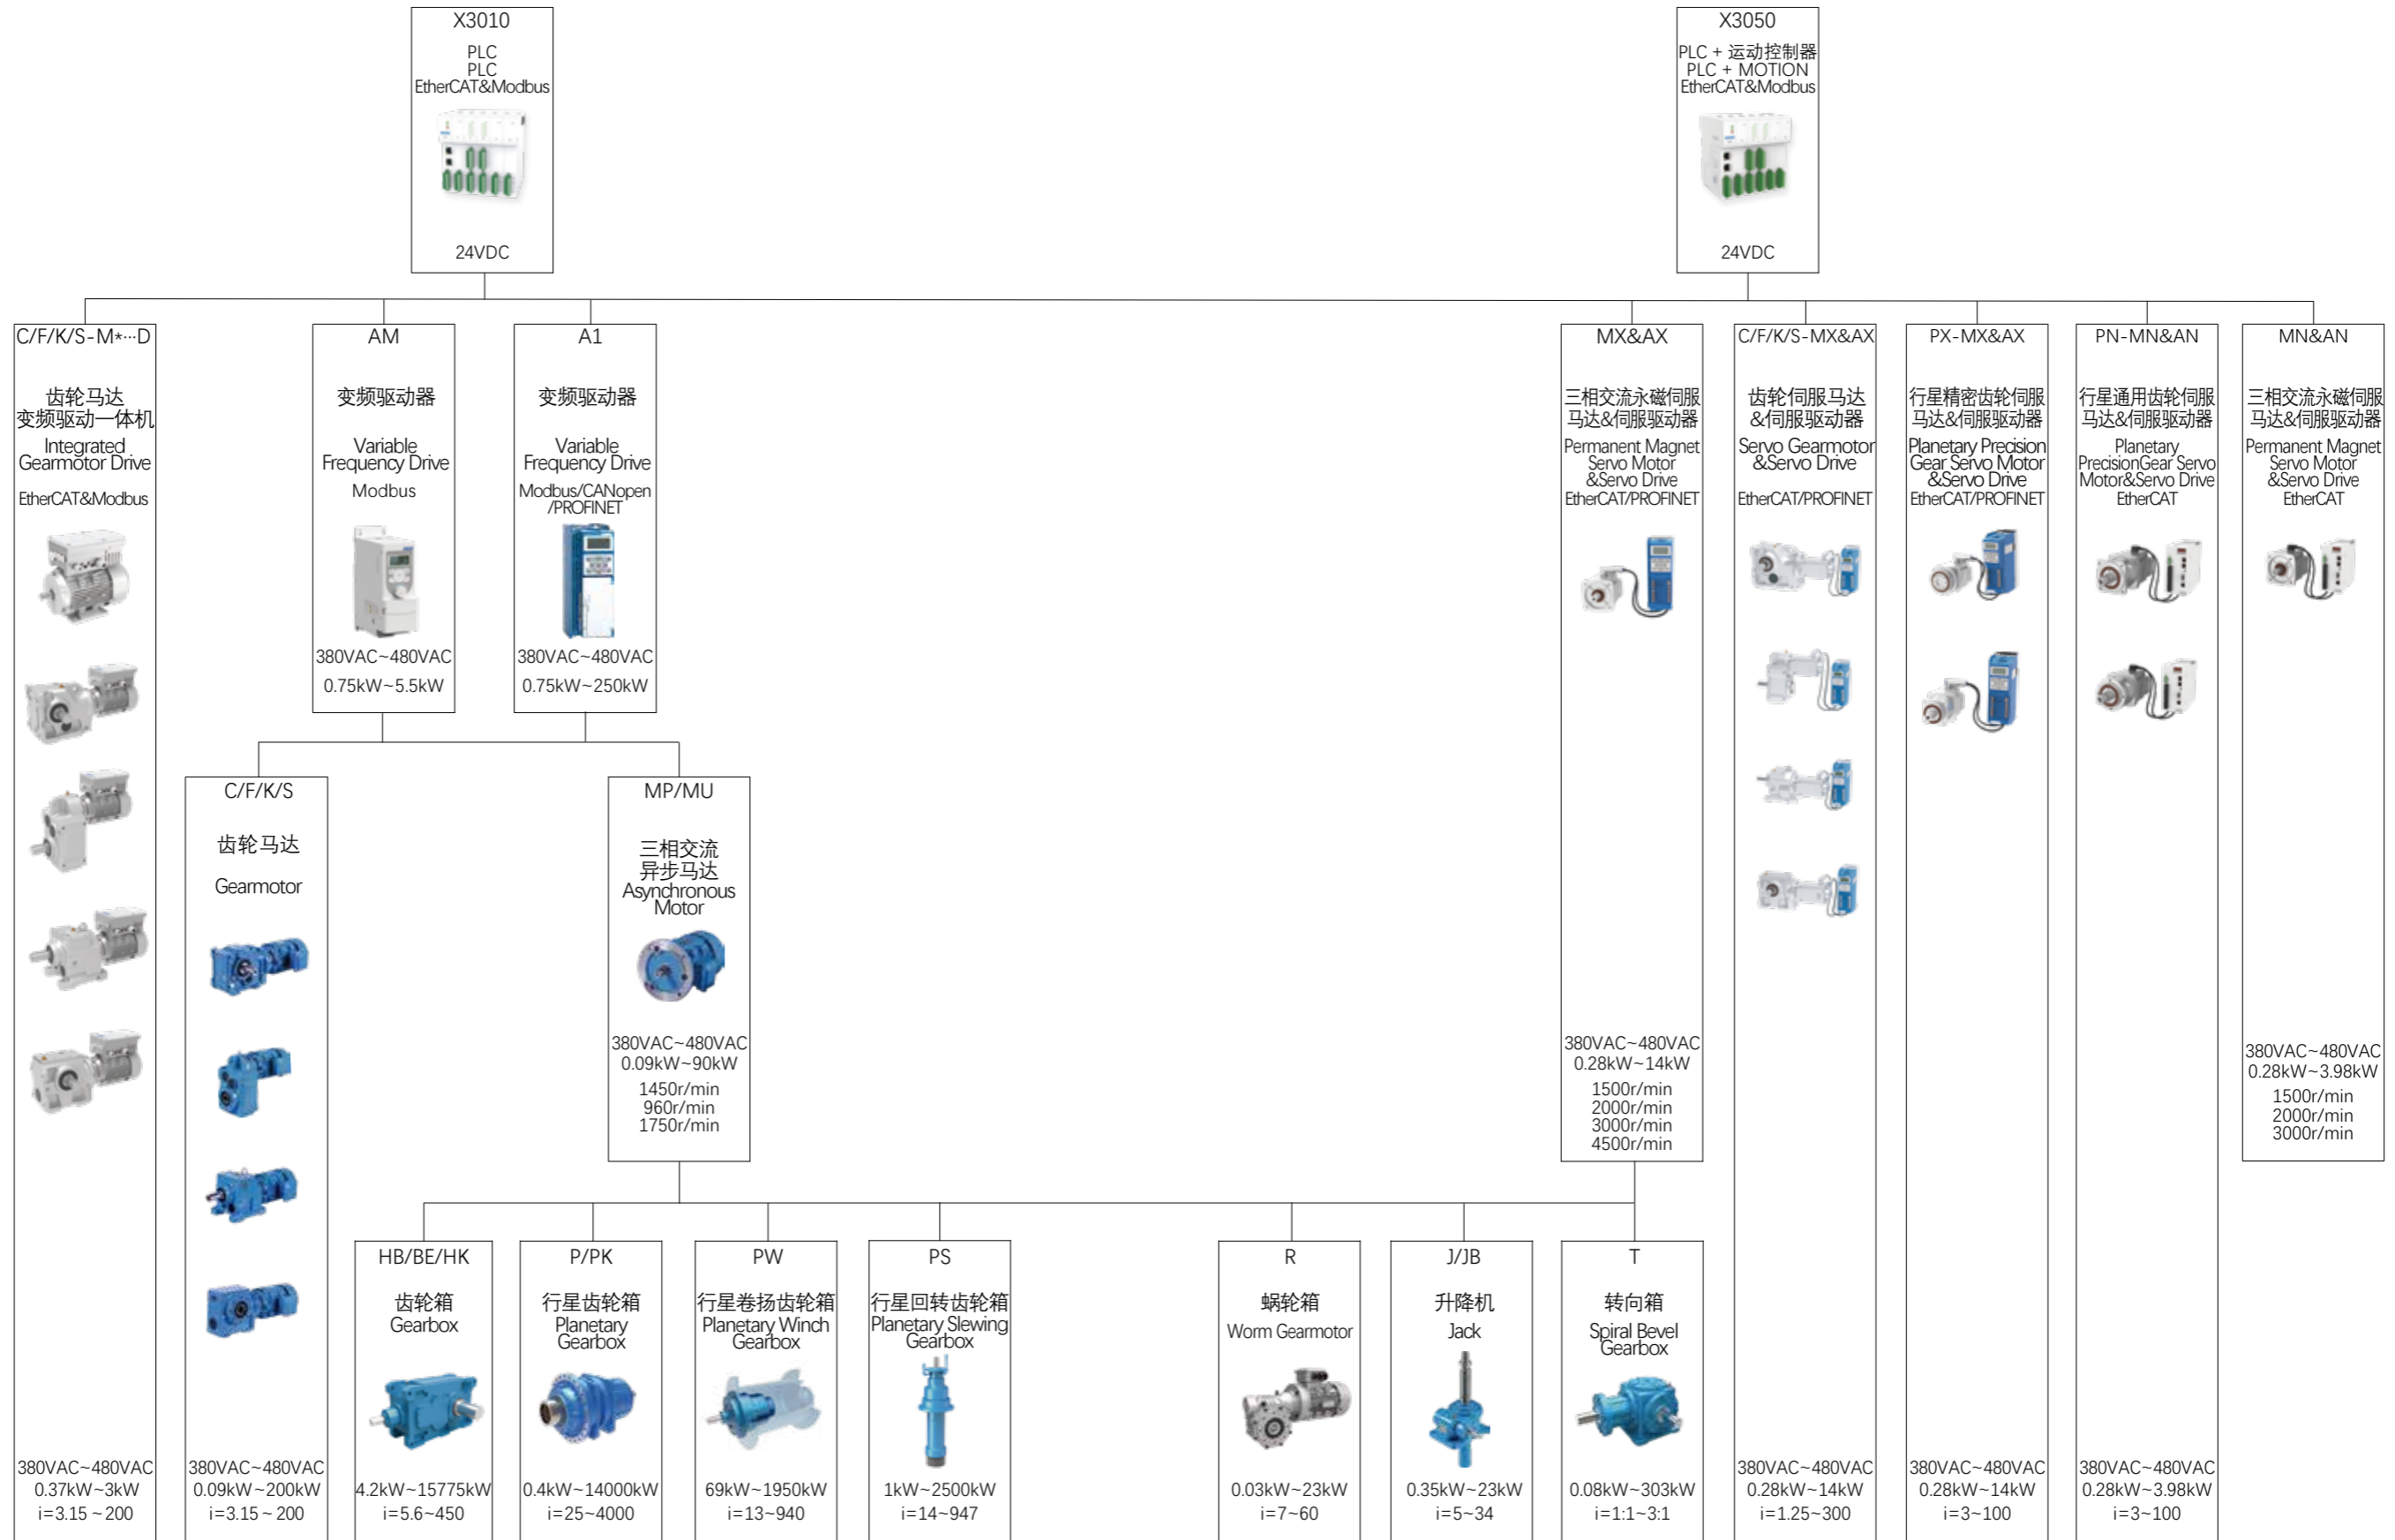 X3010
PLC
PLC
EtherCAT&Modbus
24VDC
X3050
PLC + 运动控制器
PLC + MOTION
EtherCAT&Modbus
24VDC
C/F/K/S-M*···D
齿轮马达
变频驱动一体机
Integrated
Gearmotor Drive
EtherCAT&Modbus
380VAC~480VAC
0.37kW~3kW
i=3.15 ~ 200
AM
变频驱动器
Variable
Frequency Drive
Modbus
380VAC~480VAC
0.75kW~5.5kW
A1
变频驱动器
Variable
Frequency Drive
Modbus/CANopen
/PROFINET
380VAC~480VAC
0.75kW~250kW
C/F/K/S
齿轮马达
Gearmotor
380VAC~480VAC
0.09kW~200kW
i=3.15 ~ 200
MP/MU
三相交流
异步马达
Asynchronous
Motor
380VAC~480VAC
0.09kW~90kW
1450r/min
960r/min
1750r/min
MX&AX
三相交流永磁伺服
马达&伺服驱动器
Permanent Magnet
Servo Motor
&Servo Drive
EtherCAT/PROFINET
380VAC~480VAC
0.28kW~14kW
1500r/min
2000r/min
3000r/min
4500r/min
C/F/K/S-MX&AX
齿轮伺服马达
&伺服驱动器
Servo Gearmotor
&Servo Drive
EtherCAT/PROFINET
380VAC~480VAC
0.28kW~14kW
i=1.25~300
PX-MX&AX
行星精密齿轮伺服
马达&伺服驱动器
Planetary Precision
Gear Servo Motor
&Servo Drive
EtherCAT/PROFINET
380VAC~480VAC
0.28kW~14kW
i=3~100
PN-MN&AN
行星通用齿轮伺服
马达&伺服驱动器
Planetary
PrecisionGear Servo
Motor&Servo Drive
EtherCAT
380VAC~480VAC
0.28kW~3.98kW
i=3~100
MN&AN
三相交流永磁伺服
马达&伺服驱动器
Permanent Magnet
Servo Motor
&Servo Drive
EtherCAT
380VAC~480VAC
0.28kW~3.98kW
1500r/min
2000r/min
3000r/min
HB/BE/HK
齿轮箱
Gearbox
4.2kW~15775kW
i=5.6~450
P/PK
行星齿轮箱
Planetary
Gearbox
0.4kW~14000kW
i=25~4000
PW
行星卷扬齿轮箱
Planetary Winch
Gearbox
69kW~1950kW
i=13~940
PS
行星回转齿轮箱
Planetary Slewing
Gearbox
1kW~2500kW
i=14~947
R
蜗轮箱
Worm Gearmotor
0.03kW~23kW
i=7~60
J/JB
升降机
Jack
0.35kW~23kW
i=5~34
T
转向箱
Spiral Bevel
Gearbox
0.08kW~303kW
i=1:1~3:1